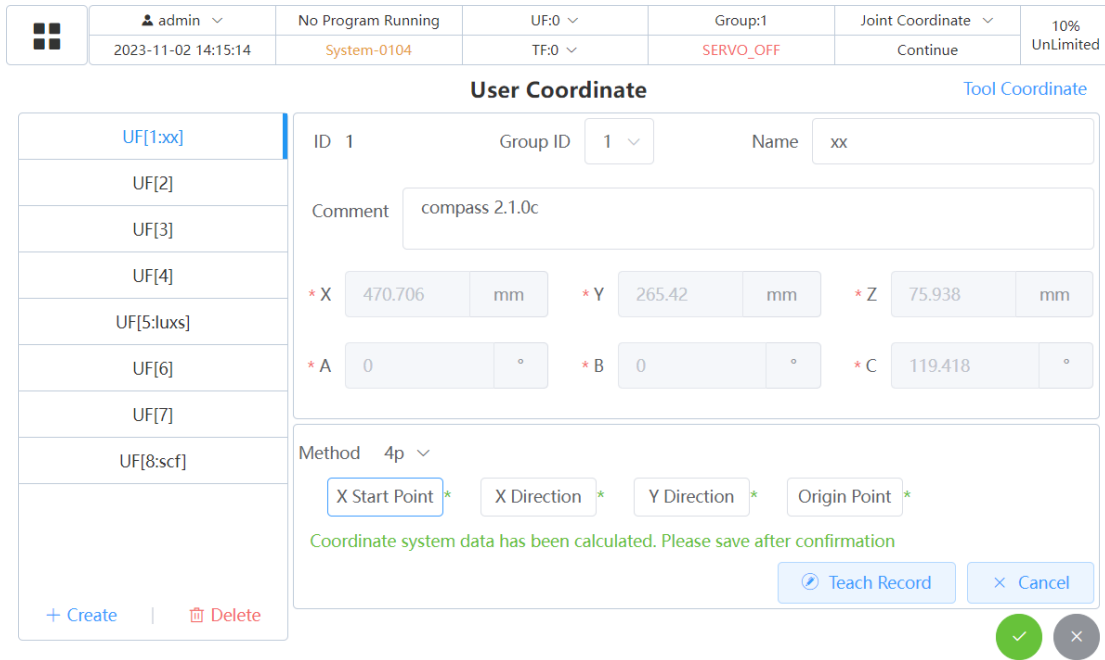 admin
No Program Running
UF:0
Group:1
Joint Coordinate
10%
UnLimited
2023-11-02 14:15:14
System-0104
TF:0
SERVO_OFF
Continue
User Coordinate
Tool Coordinate
UF[1:xx]
UF[2]
UF[3]
UF[4]
UF[5:luxs]
UF[6]
UF[7]
UF[8:scf]
+ Create | Delete
ID 1 Group ID 1 Name xx
Comment compass 2.1.0c
* X 470.706 mm * Y 265.42 mm * Z 75.938 mm
* A 0 ° * B 0 ° * C 119.418 °
Method 4p
X Start Point * X Direction * Y Direction * Origin Point *
Coordinate system data has been calculated. Please save after confirmation
Teach Record × Cancel